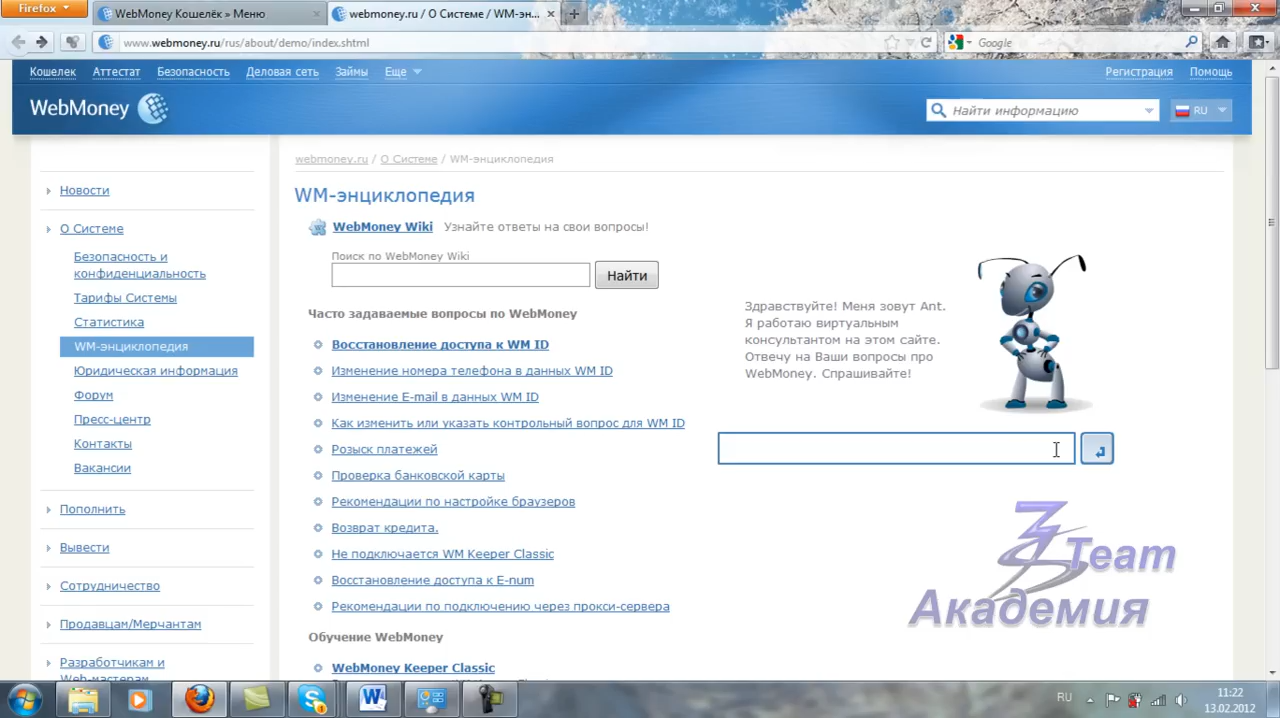 Firefox
WebMoney Кошелёк » Меню
webmoney.ru / О Системе / WM-эн...
www.webmoney.ru/rus/about/demo/index.shtml
Google
Кошелек
Аттестат
Безопасность
Деловая сеть
Займы
Еще
Регистрация
Помощь
WebMoney
Найти информацию
RU
Новости
О Системе
Безопасность и
конфиденциальность
Тарифы Системы
Статистика
WM-энциклопедия
Юридическая информация
Форум
Пресс-центр
Контакты
Вакансии
Пополнить
Вывести
Сотрудничество
Продавцам/Мерчантам
Разработчикам и
Web-мастерам
webmoney.ru / О Системе / WM-энциклопедия
WM-энциклопедия
WebMoney Wiki Узнайте ответы на свои вопросы!
Поиск по WebMoney Wiki
Найти
Часто задаваемые вопросы по WebMoney
Восстановление доступа к WM ID
Изменение номера телефона в данных WM ID
Изменение E-mail в данных WM ID
Как изменить или указать контрольный вопрос для WM ID
Розыск платежей
Проверка банковской карты
Рекомендации по настройке браузеров
Возврат кредита.
Не подключается WM Keeper Classic
Восстановление доступа к E-num
Рекомендации по подключению через прокси-сервера
Обучение WebMoney
WebMoney Keeper Classic
Здравствуйте! Меня зовут Ant.
Я работаю виртуальным
консультантом на этом сайте.
Отвечу на Ваши вопросы про
WebMoney. Спрашивайте!
Team
Академия
RU
11:22
13.02.2012